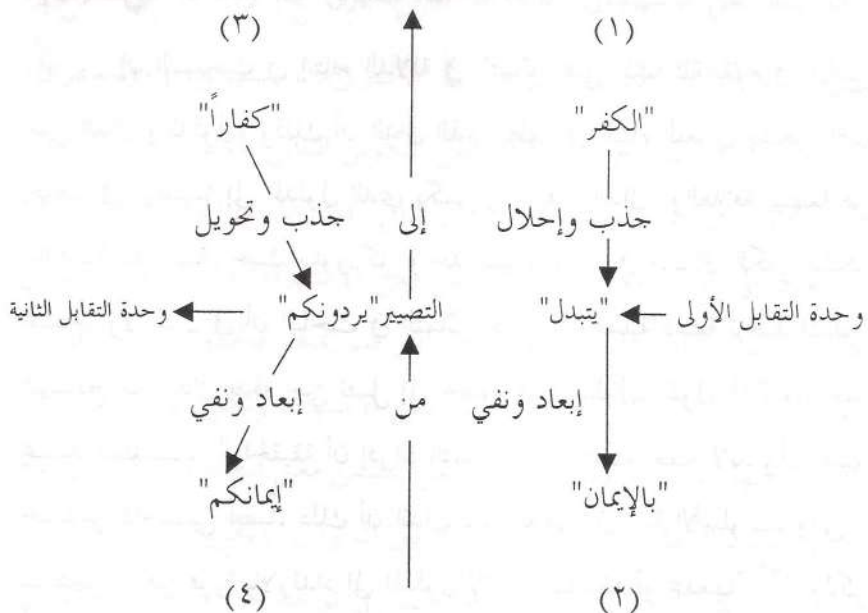 (١) (٣)
"الكفر" "كفاراً"
جذب وإحلال إلى جذب وتحويل
وحدة التقابل الأولى "يتبدل" التصيير "يردونكم" وحدة التقابل الثانية
إبعاد ونفي من إبعاد ونفي
"بالإيمان" "إيمانكم"
(٢) (٤)